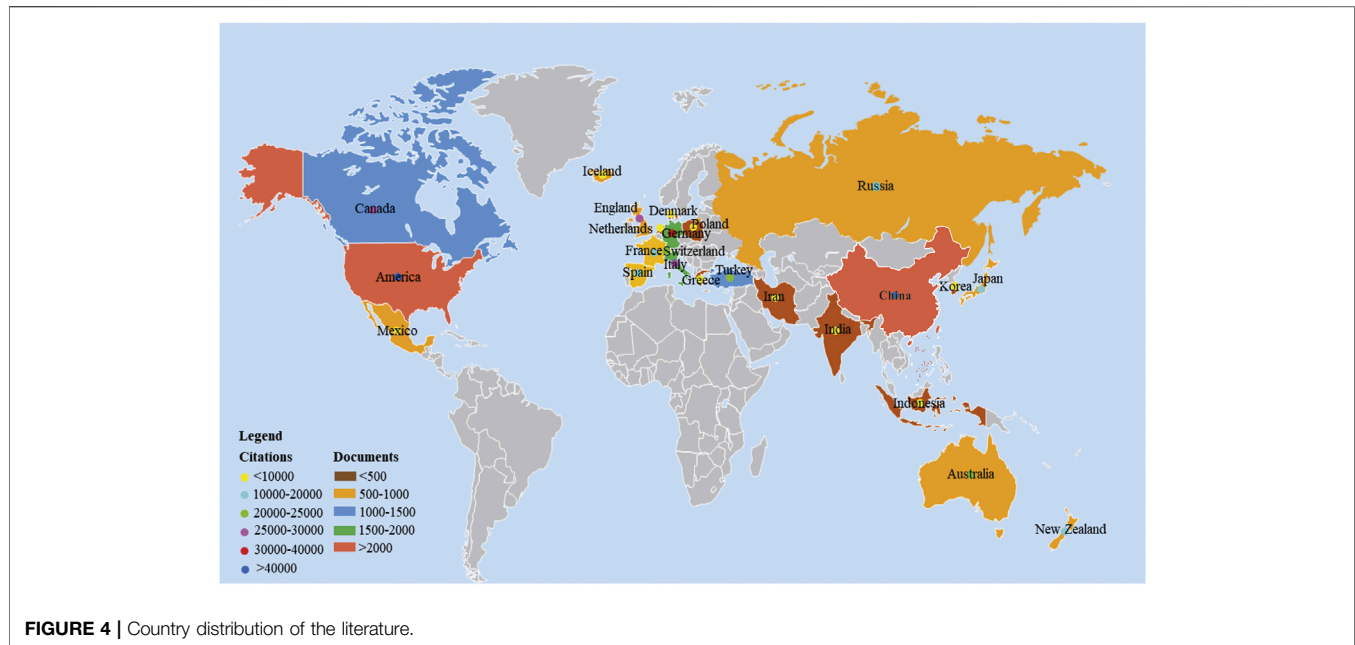 Iceland
Russia
Canada
England
Denmark
Netherlands
Poland
Germany
France
Switzerland
Italy
Spain
Greece
Turkey
America
Mexico
Iran
China
Korea
Japan
India
Indonesia
Australia
New Zealand
Legend
Citations Documents
<10000 <500
10000-20000 500-1000
20000-25000 1000-1500
25000-30000 1500-2000
30000-40000 >2000
>40000
FIGURE 4 | Country distribution of the literature.